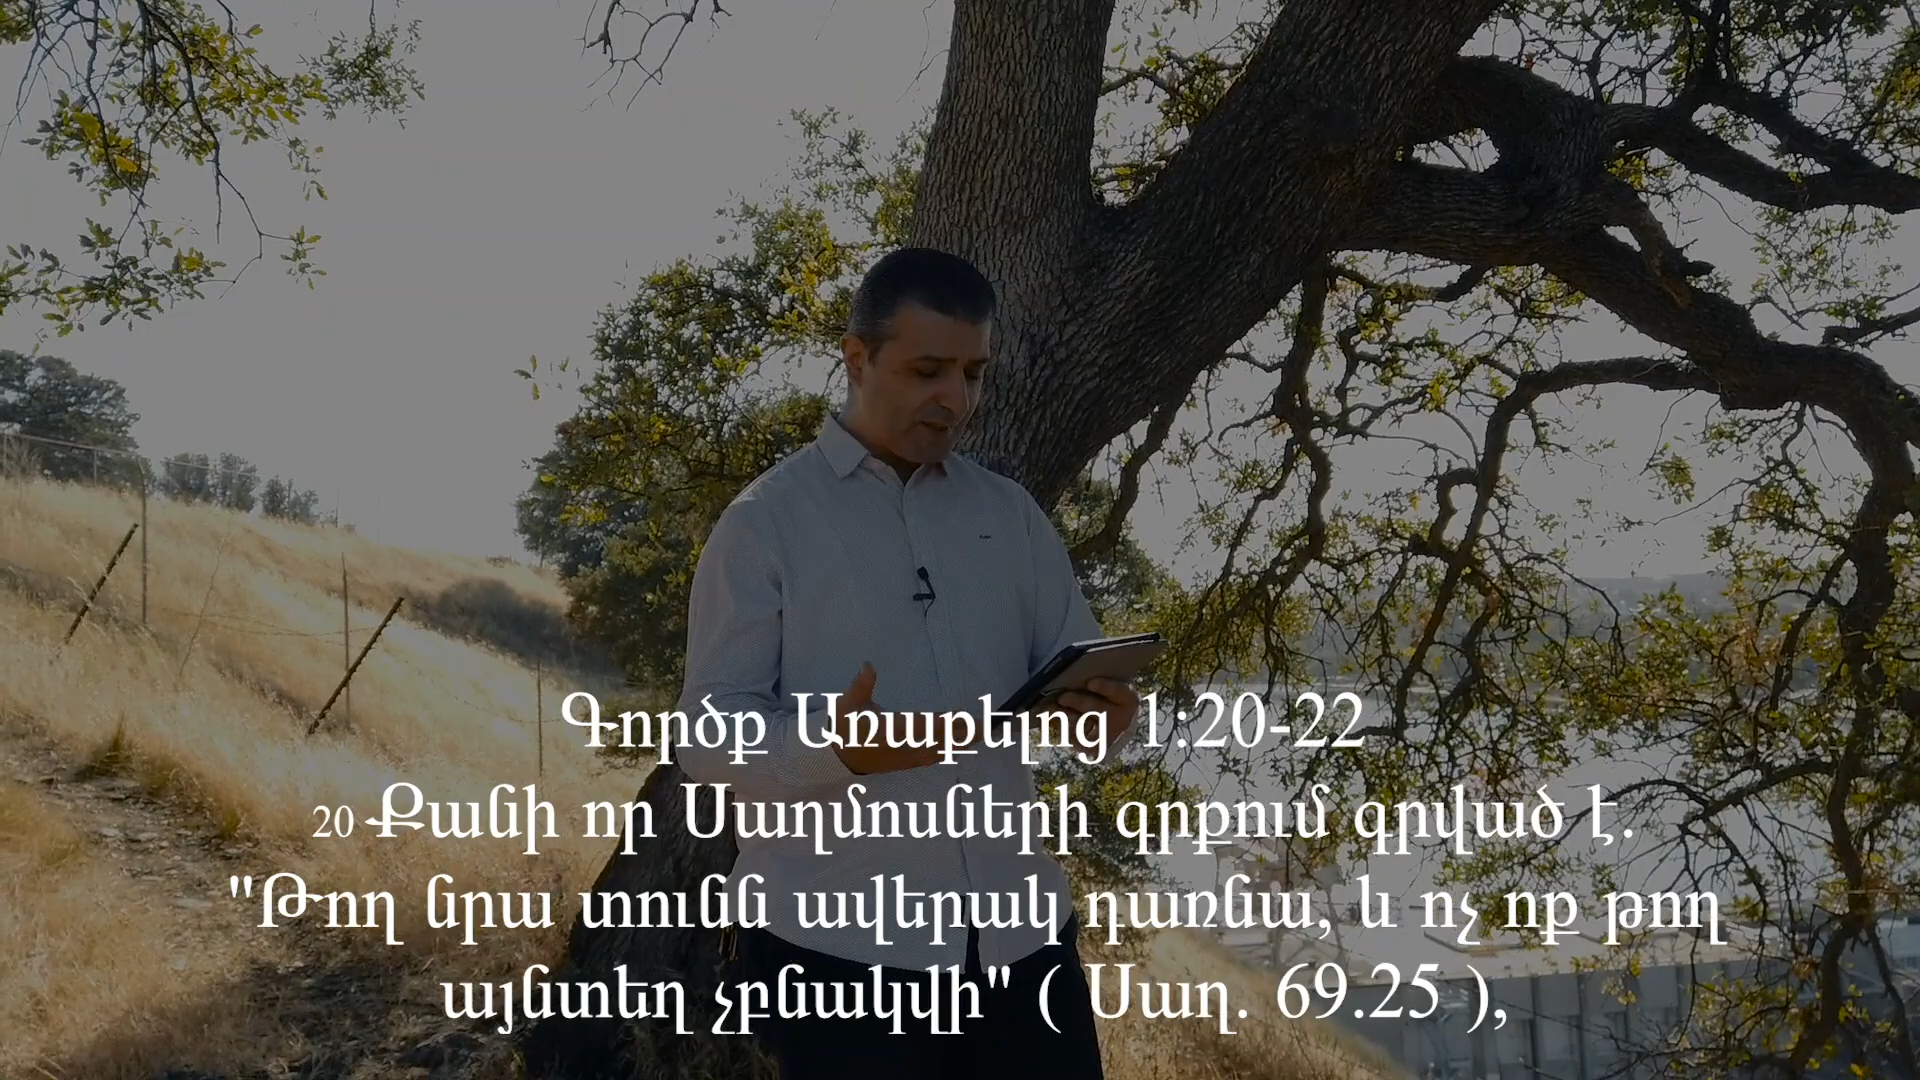 Գործք Առաքելոց 1:20-22
20 Քանի որ Սաղմոսների գրքում գրված է.
"Թող նրա տունն ավերակ դառնա, և ոչ ոք թող
այնտեղ չբնակվի" ( Սաղ. 69.25 ),